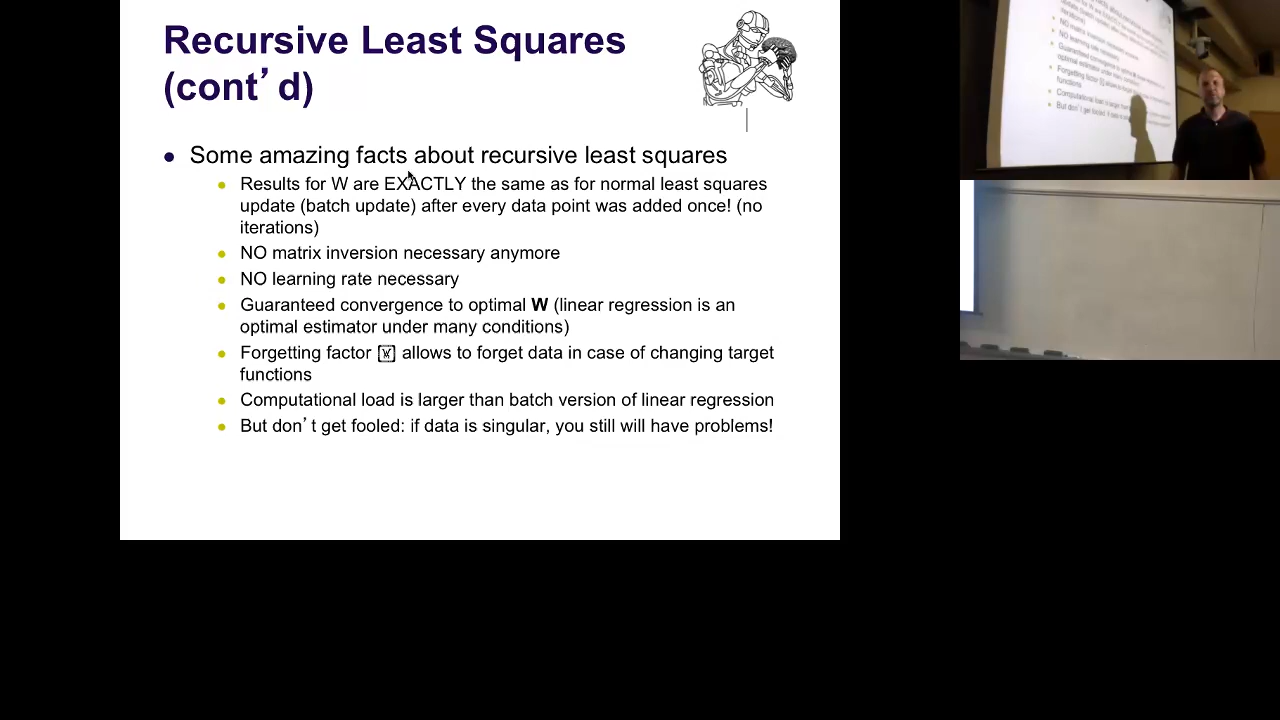 Recursive Least Squares
(cont’d)
Some amazing facts about recursive least squares
Results for W are EXACTLY the same as for normal least squares
update (batch update) after every data point was added once! (no
iterations)
NO matrix inversion necessary anymore
NO learning rate necessary
Guaranteed convergence to optimal W (linear regression is an
optimal estimator under many conditions)
Forgetting factor allows to forget data in case of changing target
functions
Computational load is larger than batch version of linear regression
But don’t get fooled: if data is singular, you still will have problems!